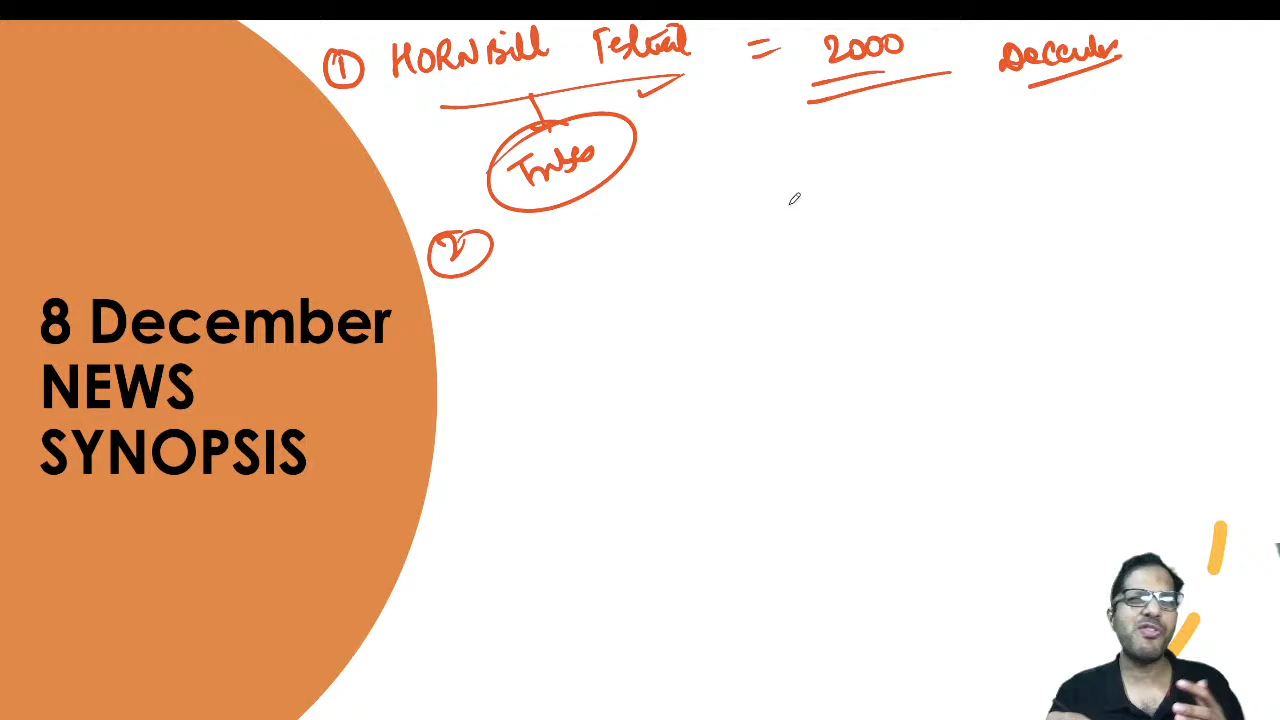 ① HORNBill Festival = 2000 December
Tribes
②
8 December
NEWS
SYNOPSIS